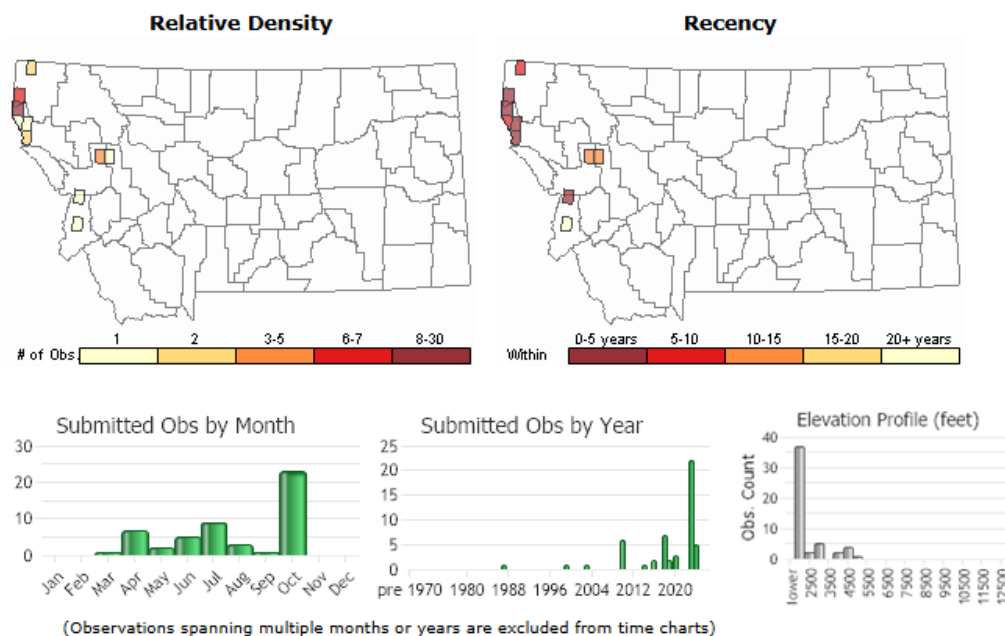 Relative Density
Recency
# of Obs.
1
2
3-5
6-7
8-30
Within
0-5 years
5-10
10-15
15-20
20+ years
Submitted Obs by Month
30
20
10
0
Jan
Feb
Mar
Apr
May
Jun
Jul
Aug
Sep
Oct
Nov
Dec
Submitted Obs by Year
25
20
15
10
5
0
pre 1970
1980
1988
1996
2004
2012
2020
Elevation Profile (feet)
Obs. Count
40
30
20
10
0
lower
2500
3500
4500
5500
6500
7500
8500
9500
10500
11500
12500
(Observations spanning multiple months or years are excluded from time charts)